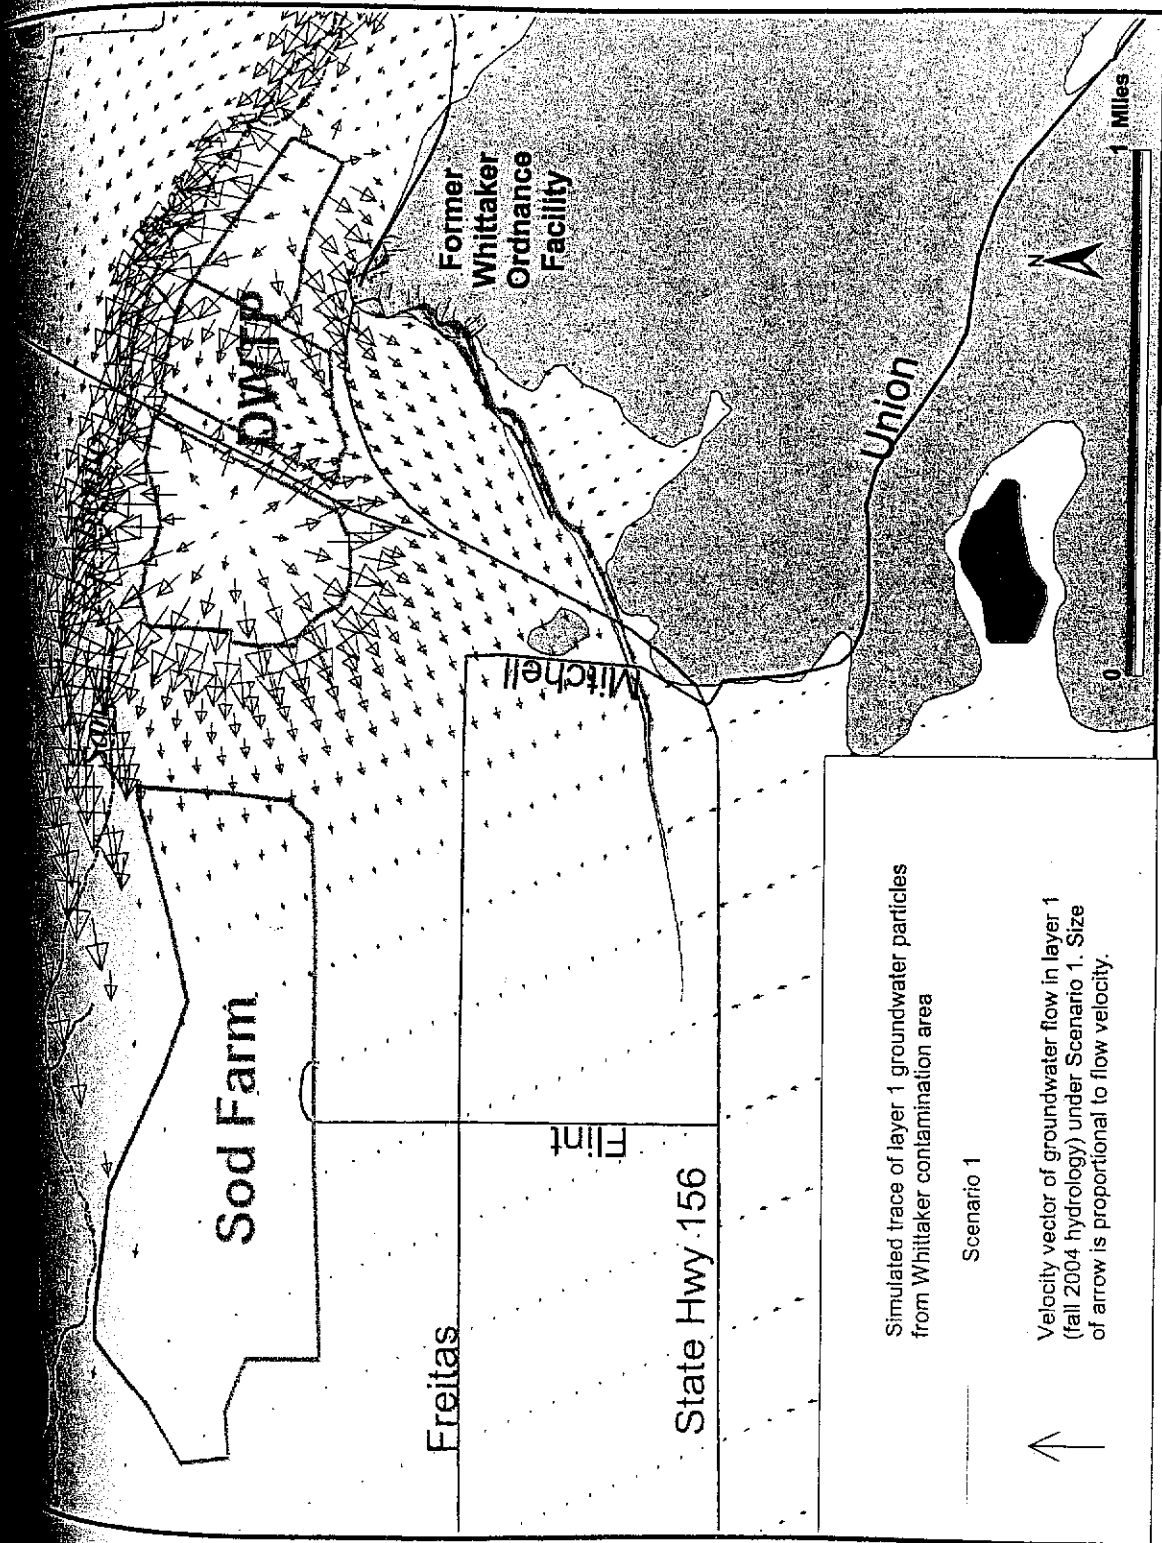 Sod Farm
DWTP
Former
Whittaker
Ordnance
Facility
Freitas
Flint
Mitchell
State Hwy 156
Union
N
0
1 Miles
Simulated trace of layer 1 groundwater particles
from Whittaker contamination area
Scenario 1
Velocity vector of groundwater flow in layer 1
(fall 2004 hydrology) under Scenario 1. Size
of arrow is proportional to flow velocity.